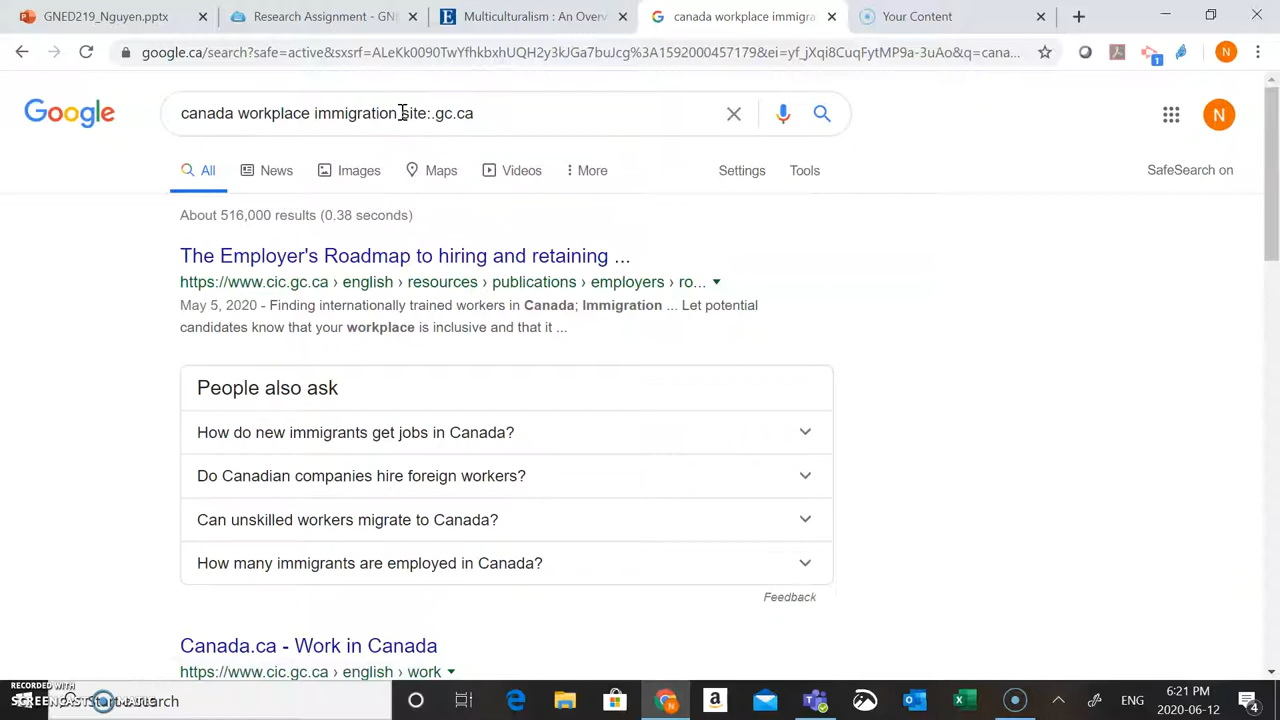 GNED219_Nguyen.pptx
Research Assignment - GN
Multiculturalism : An Overv
canada workplace immigra
Your Content
google.ca/search?safe=active&sxsrf=ALeKk0090TwYfhkbxhUQH2y3kJGa7buJcg%3A1592000457179&ei=yf_jXqi8CuqFytMP9a-3uAo&q=cana...
N
1
Google
canada workplace immigration site:.gc.ca
N
All
News
Images
Maps
Videos
More
Settings
Tools
SafeSearch on
About 516,000 results (0.38 seconds)
The Employer's Roadmap to hiring and retaining ...
https://www.cic.gc.ca › english › resources › publications › employers › ro...
May 5, 2020 - Finding internationally trained workers in Canada; Immigration ... Let potential
candidates know that your workplace is inclusive and that it ...
People also ask
How do new immigrants get jobs in Canada?
Do Canadian companies hire foreign workers?
Can unskilled workers migrate to Canada?
How many immigrants are employed in Canada?
Feedback
Canada.ca - Work in Canada
https://www.cic.gc.ca › english › work
RECORDED WITH
SCREENCAST-O-MATIC
search
ENG
6:21 PM
2020-06-12
4